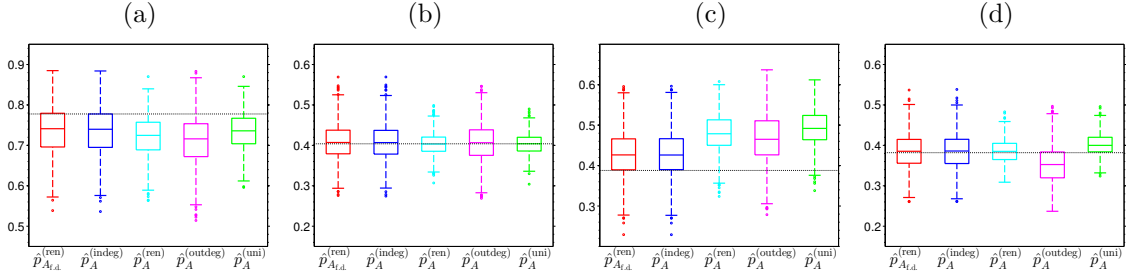 (a) (b) (c) (d)
0.9 0.8 0.7 0.6 0.5
0.6 0.5 0.4 0.3 0.2
0.6 0.5 0.4 0.3 0.2
0.6 0.5 0.4 0.3 0.2
p̂_{A_{f.d.}}^{(ren)} p̂_A^{(indeg)} p̂_A^{(ren)} p̂_A^{(outdeg)} p̂_A^{(uni)} p̂_{A_{f.d.}}^{(ren)} p̂_A^{(indeg)} p̂_A^{(ren)} p̂_A^{(outdeg)} p̂_A^{(uni)} p̂_{A_{f.d.}}^{(ren)} p̂_A^{(indeg)} p̂_A^{(ren)} p̂_A^{(outdeg)} p̂_A^{(uni)} p̂_{A_{f.d.}}^{(ren)} p̂_A^{(indeg)} p̂_A^{(ren)} p̂_A^{(outdeg)} p̂_A^{(uni)}